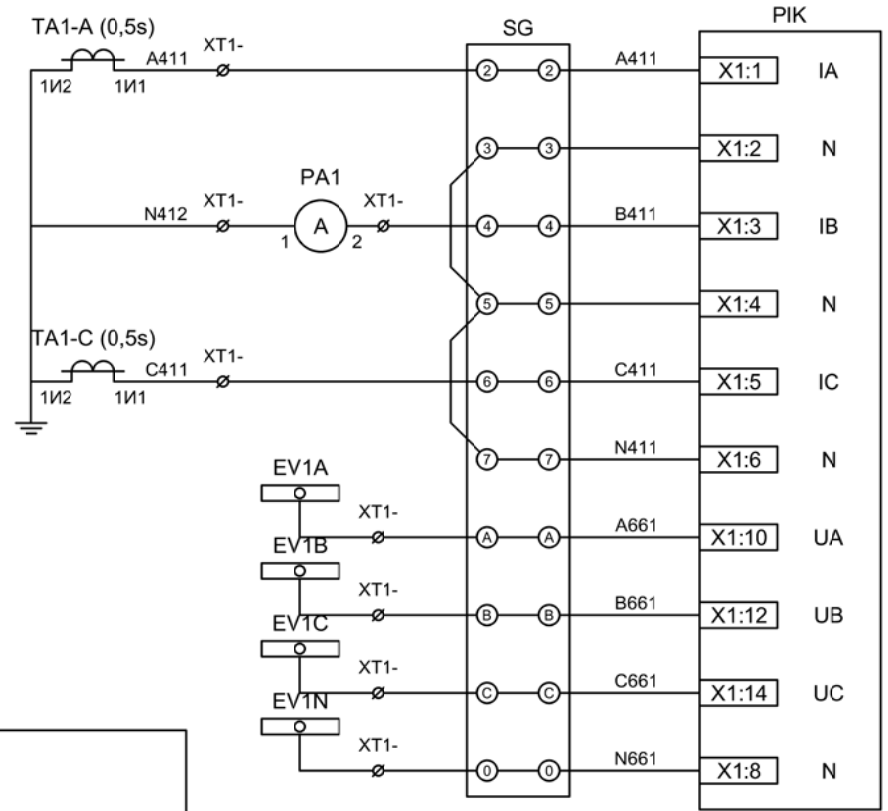 PIK
SG
TA1-A (0,5s)
XT1-
A411
1И2
1И1
2
2
A411
X1:1
IA
3
3
X1:2
N
PA1
N412
XT1-
XT1-
1
A
2
4
4
B411
X1:3
IB
5
5
X1:4
N
TA1-C (0,5s)
XT1-
C411
1И2
1И1
6
6
C411
X1:5
IC
7
7
N411
X1:6
N
EV1A
XT1-
A
A
A661
X1:10
UA
EV1B
XT1-
B
B
B661
X1:12
UB
EV1C
XT1-
C
C
C661
X1:14
UC
EV1N
XT1-
0
0
N661
X1:8
N